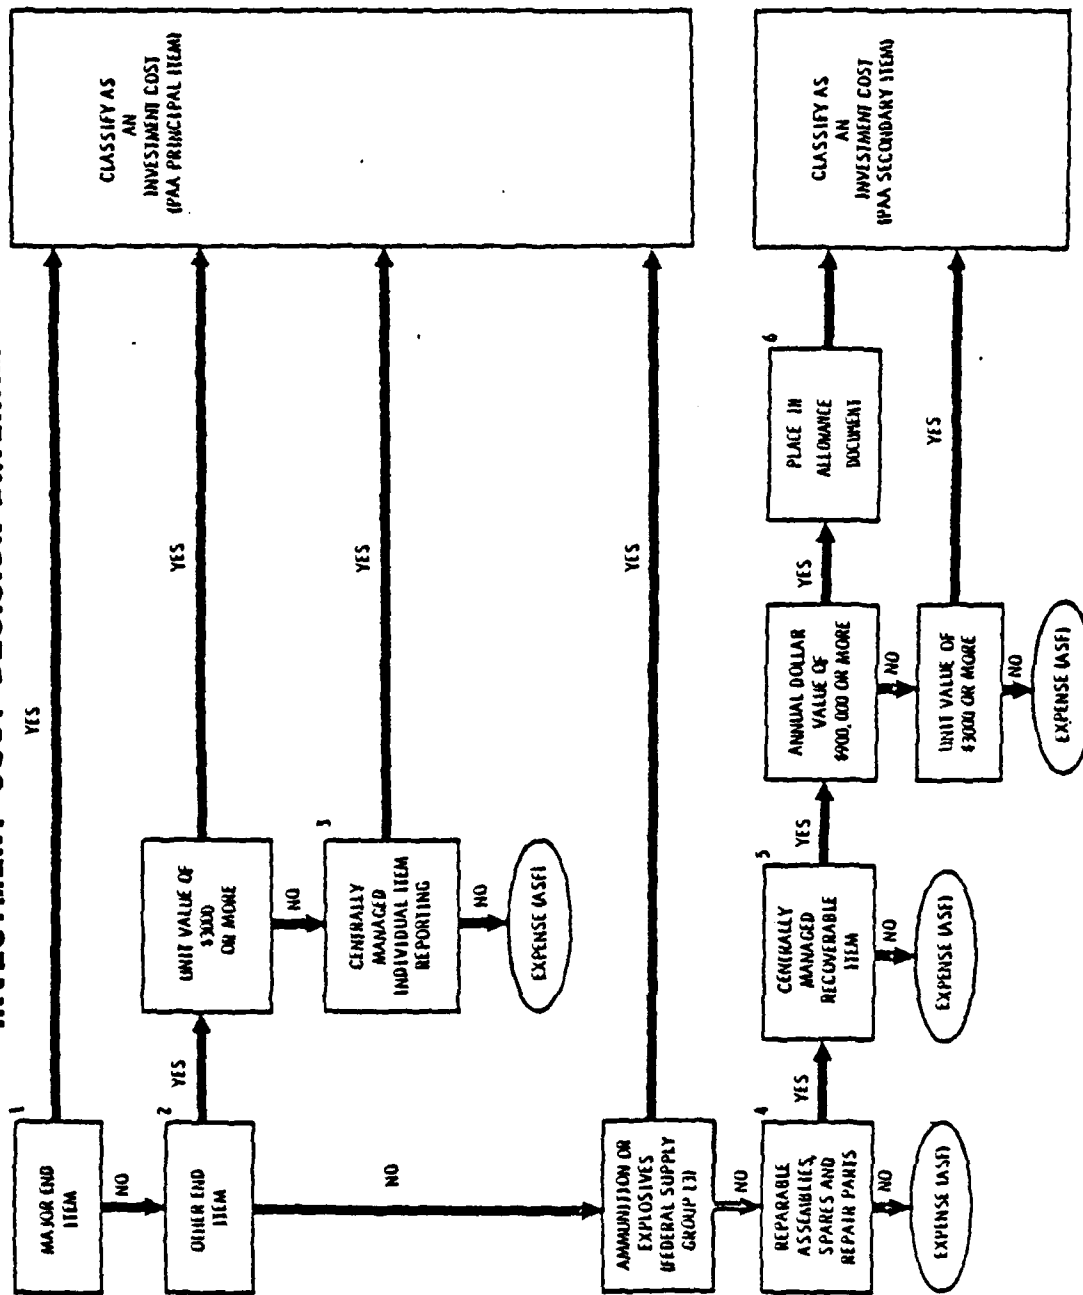 INVESTMENT COST DECISION CRITERIA
1
MAJOR END
ITEM
YES
CLASSIFY AS
AN
INVESTMENT COST
(PAA PRINCIPAL ITEM)
NO
2
OTHER END
ITEM
YES
UNIT VALUE OF
$3000
OR MORE
YES
NO
3
CENTRALLY
MANAGED
INDIVIDUAL ITEM
REPORTING
YES
NO
EXPENSE (ASF)
NO
AMMUNITION OR
EXPLOSIVES
(FEDERAL SUPPLY
GROUP 13)
YES
NO
4
REPARABLE
ASSEMBLIES,
SPARES AND
REPAIR PARTS
YES
5
CENTRALLY
MANAGED
RECOVERABLE
ITEM
YES
ANNUAL DOLLAR
VALUE OF
$900,000 OR MORE
YES
6
PLACE IN
ALLOWANCE
DOCUMENT
CLASSIFY AS
AN
INVESTMENT COST
(PAA SECONDARY ITEM)
NO
EXPENSE (ASF)
NO
EXPENSE (ASF)
NO
UNIT VALUE OF
$3000 OR MORE
YES
NO
EXPENSE (ASF)